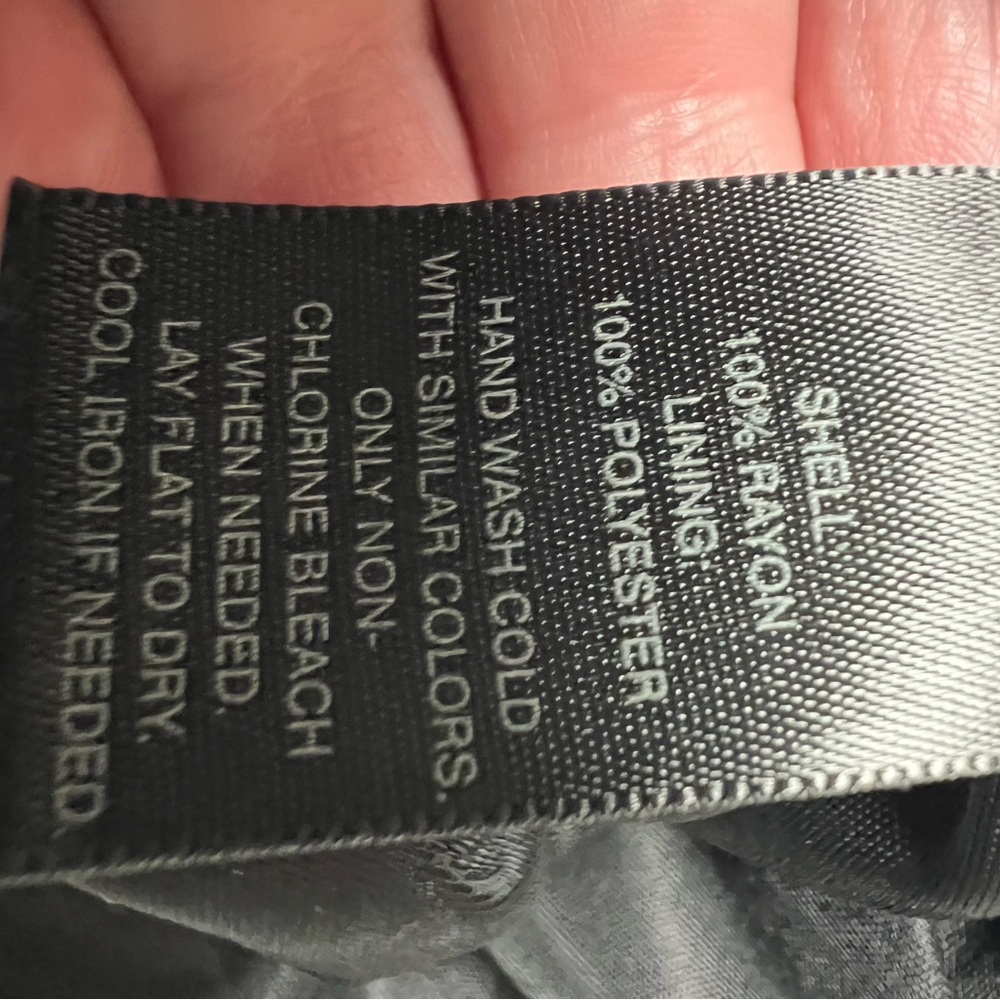 SHELL:
100% RAYON
LINING:
100% POLYESTER
HAND WASH COLD
WITH SIMILAR COLORS.
ONLY NON-
CHLORINE BLEACH
WHEN NEEDED.
LAY FLAT TO DRY.
COOL IRON IF NEEDED.